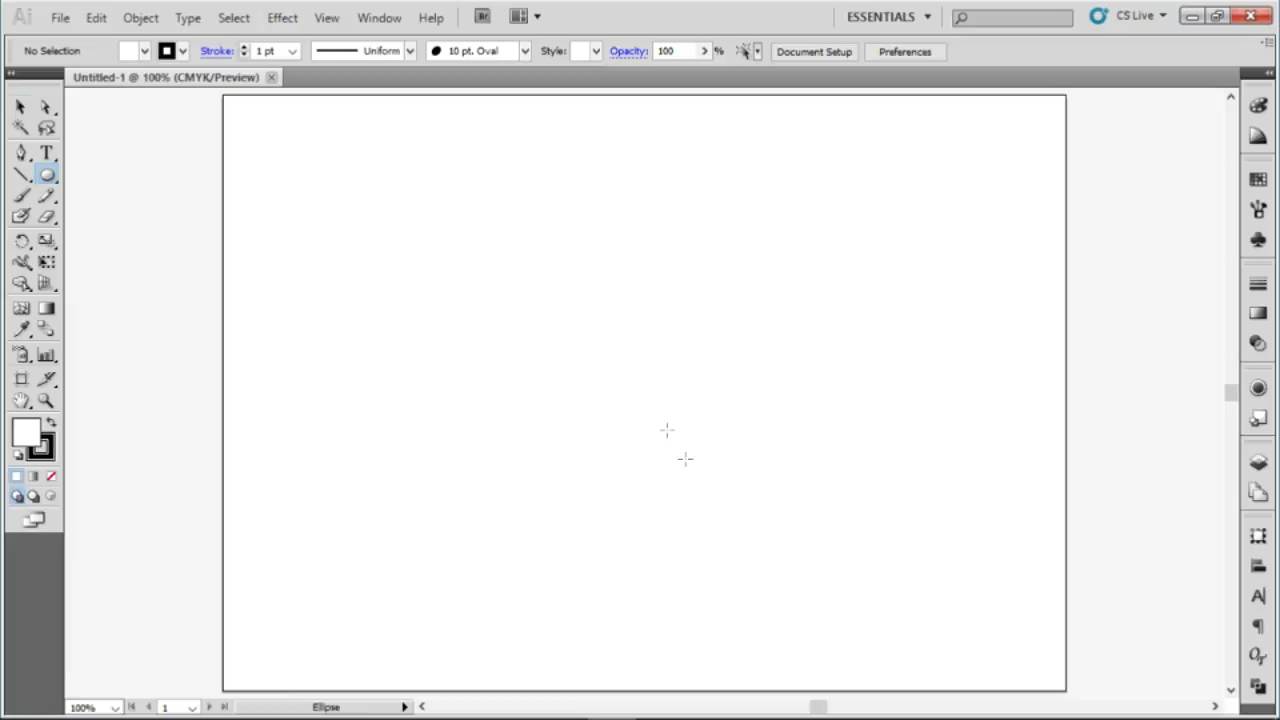 Ai File Edit Object Type Select Effect View Window Help Br ESSENTIALS CS Live
No Selection Stroke: 1 pt Uniform 10 pt. Oval Style: Opacity: 100 % Document Setup Preferences
Untitled-1 @ 100% (CMYK/Preview)
T
A
100% 1 Ellipse